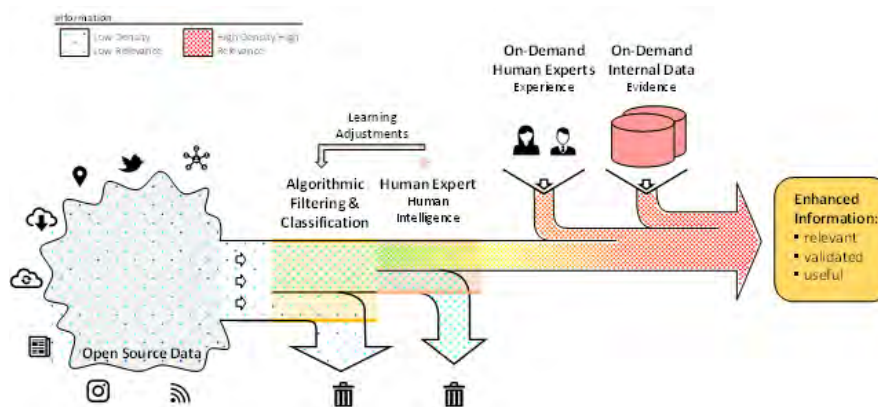 Information
Low Density
Low Relevance
High Density High
Relevance
On-Demand
Human Experts
Experience
On-Demand
Internal Data
Evidence
Learning
Adjustments
Algorithmic
Filtering &
Classification
Human Expert
Human
Intelligence
Enhanced
Information:
▪ relevant
▪ validated
▪ useful
Open Source Data